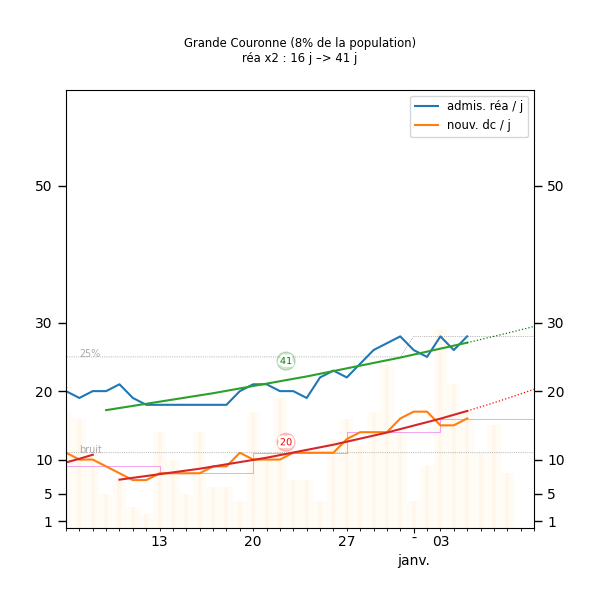 Grande Couronne (8% de la population)
réa x2 : 16 j –> 41 j
admis. réa / j
nouv. dc / j
50 50
30 30
25%
41
20 20
20
bruit
10 10
5 5
1 1
13 20 27 - 03
janv.